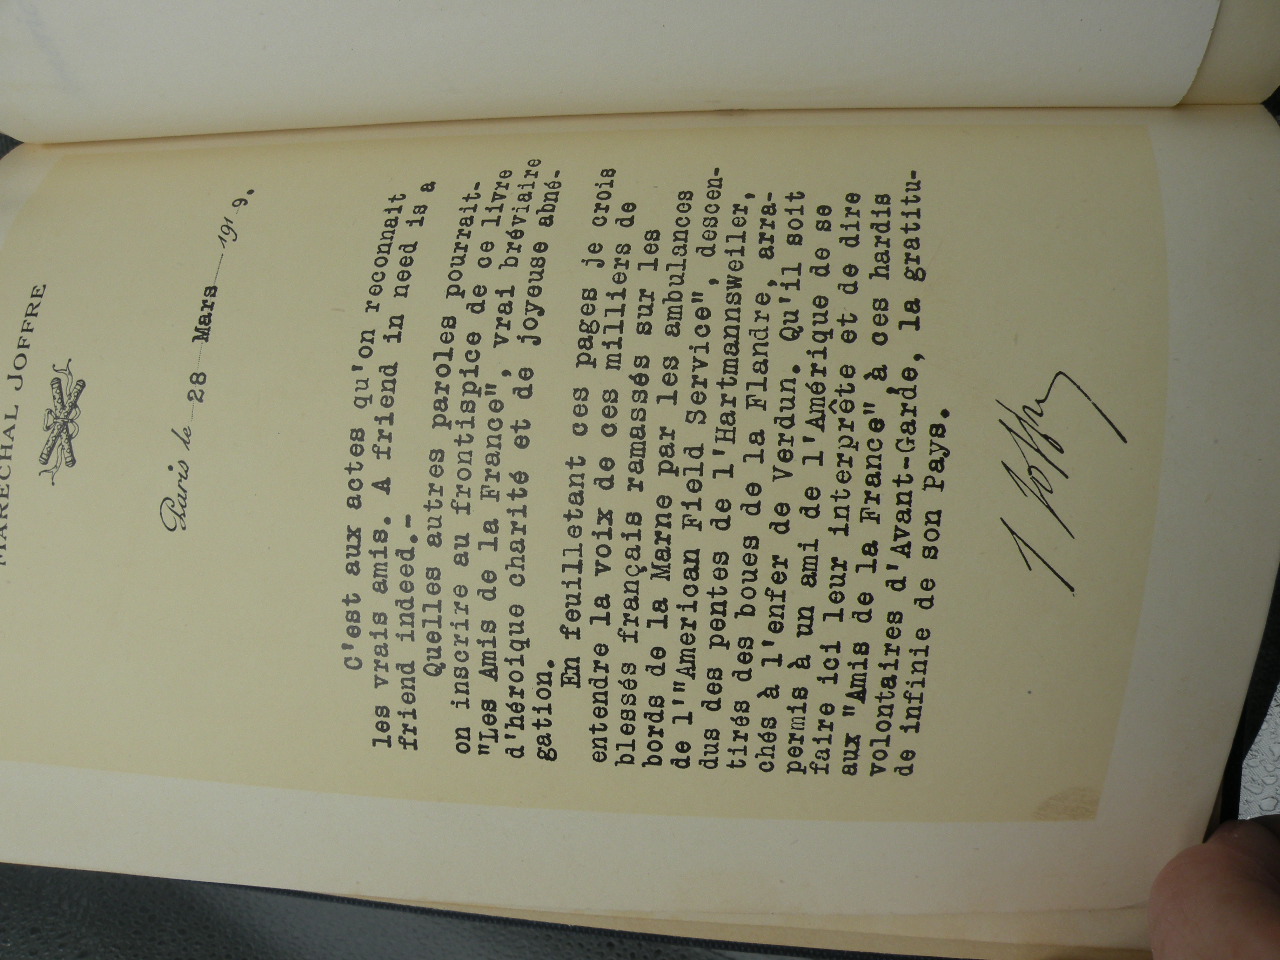 MARECHAL JOFFRE
Paris le 28 Mars 1919.
C'est aux actes qu'on reconnait
les vrais amis. A friend in need is a
friend indeed.-
Quelles autres paroles pourrait-
on inscrire au frontispice de ce livre
"Les Amis de la France", vrai bréviaire
d'héroique charité et de joyeuse abné-
gation.
En feuilletant ces pages je crois
entendre la voix de ces milliers de
blessés français ramassés sur les
bords de la Marne par les ambulances
de l'"American Field Service", descen-
dus des pentes de l'Hartmannsweiler,
tirés des boues de la Flandre, arra-
chés à l'enfer de Verdun. Qu'il soit
permis à un ami de l'Amérique de se
faire ici leur interprête et de dire
aux "Amis de la France" à ces hardis
volontaires d'Avant-Garde, la gratitu-
de infinie de son Pays.
J Joffre